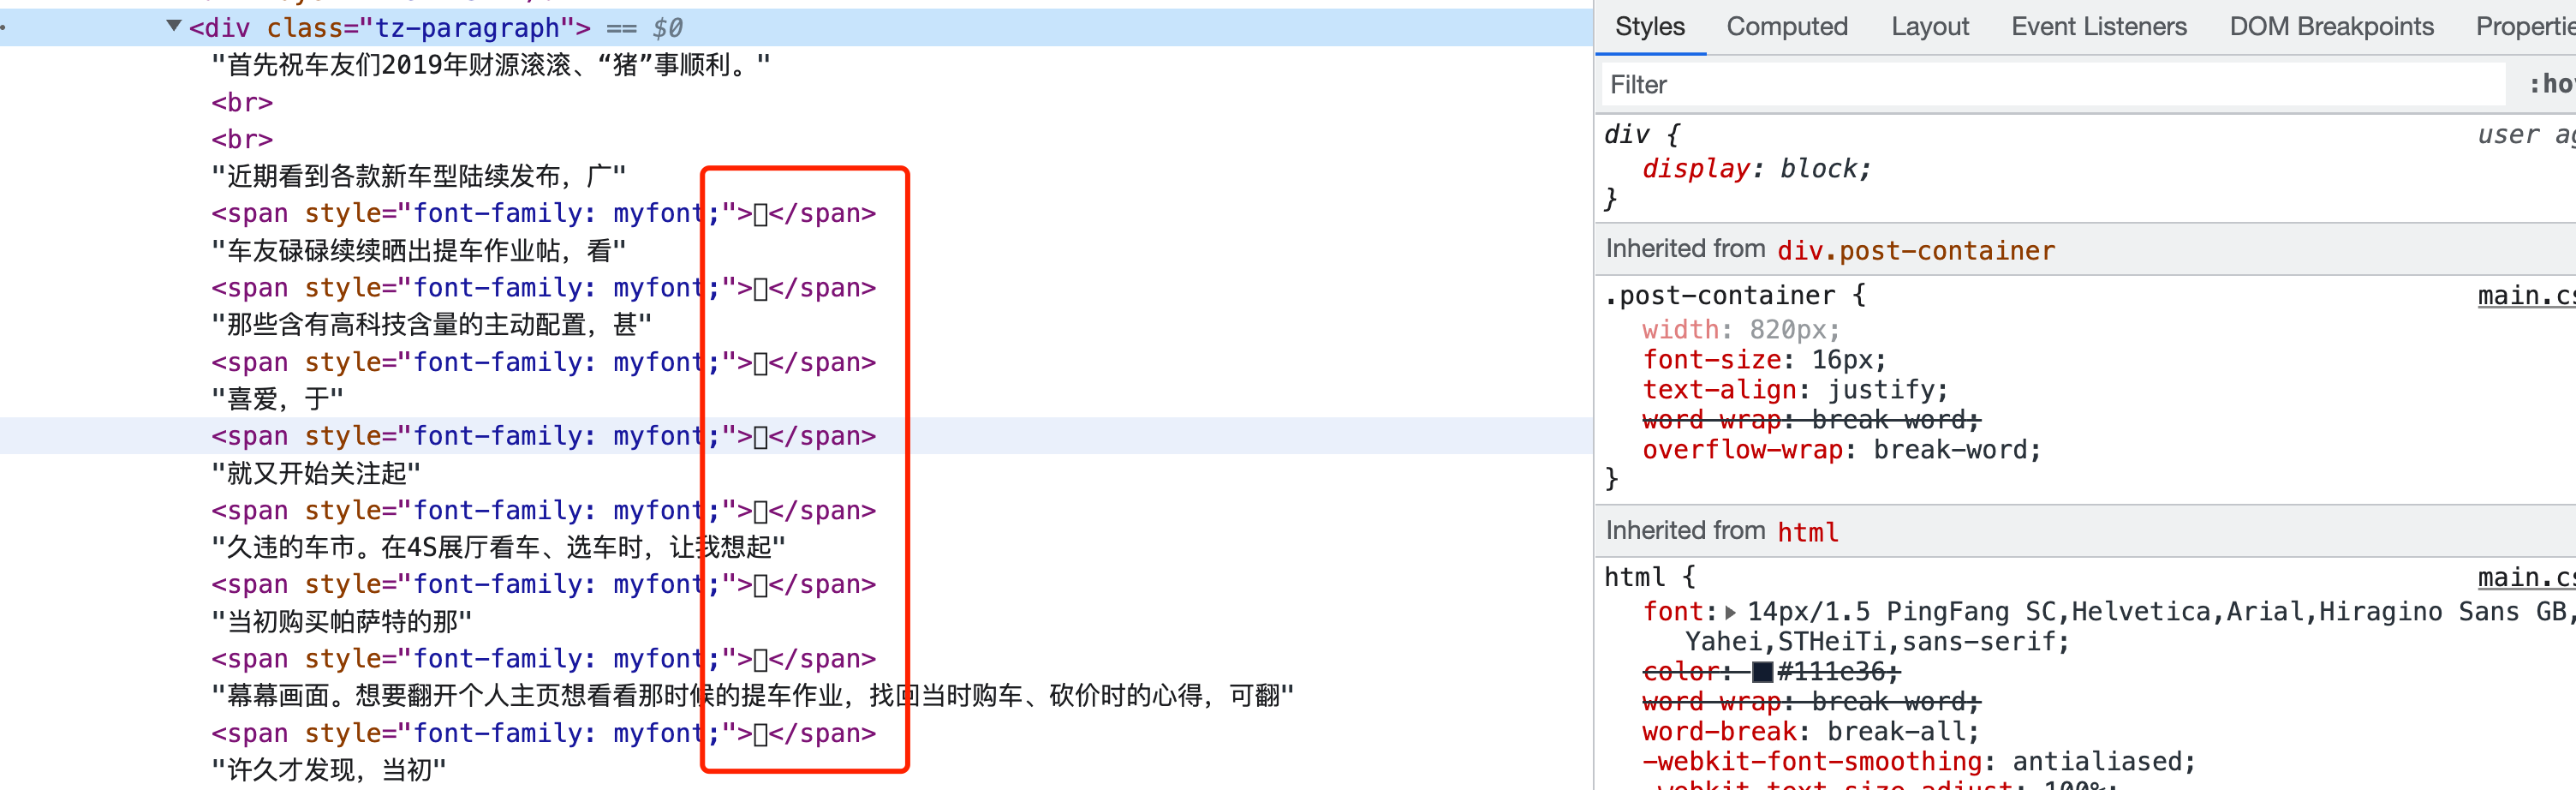 <div class="tz-paragraph"> == $0
"首先祝车友们2019年财源滚滚、“猪”事顺利。"
<br>
<br>
"近期看到各款新车型陆续发布，广"
<span style="font-family: myfont;">▯</span>
"车友碌碌续续晒出提车作业帖，看"
<span style="font-family: myfont;">▯</span>
"那些含有高科技含量的主动配置，甚"
<span style="font-family: myfont;">▯</span>
"喜爱，于"
<span style="font-family: myfont;">▯</span>
"就又开始关注起"
<span style="font-family: myfont;">▯</span>
"久违的车市。在4S展厅看车、选车时，让我想起"
<span style="font-family: myfont;">▯</span>
"当初购买帕萨特的那"
<span style="font-family: myfont;">▯</span>
"幕幕画面。想要翻开个人主页想看看那时候的提车作业，找回当时购车、砍价时的心得，可翻"
<span style="font-family: myfont;">▯</span>
"许久才发现，当初"
Styles Computed Layout Event Listeners DOM Breakpoints Propertie
Filter :ho
div { user ag
display: block;
}
Inherited from div.post-container
.post-container { main.cs
width: 820px;
font-size: 16px;
text-align: justify;
word-wrap: break-word;
overflow-wrap: break-word;
}
Inherited from html
html { main.cs
font: 14px/1.5 PingFang SC,Helvetica,Arial,Hiragino Sans GB,
Yahei,STHeiTi,sans-serif;
color: #111e36;
word-wrap: break-word;
word-break: break-all;
-webkit-font-smoothing: antialiased;
-webkit-text-size-adjust: 100%;